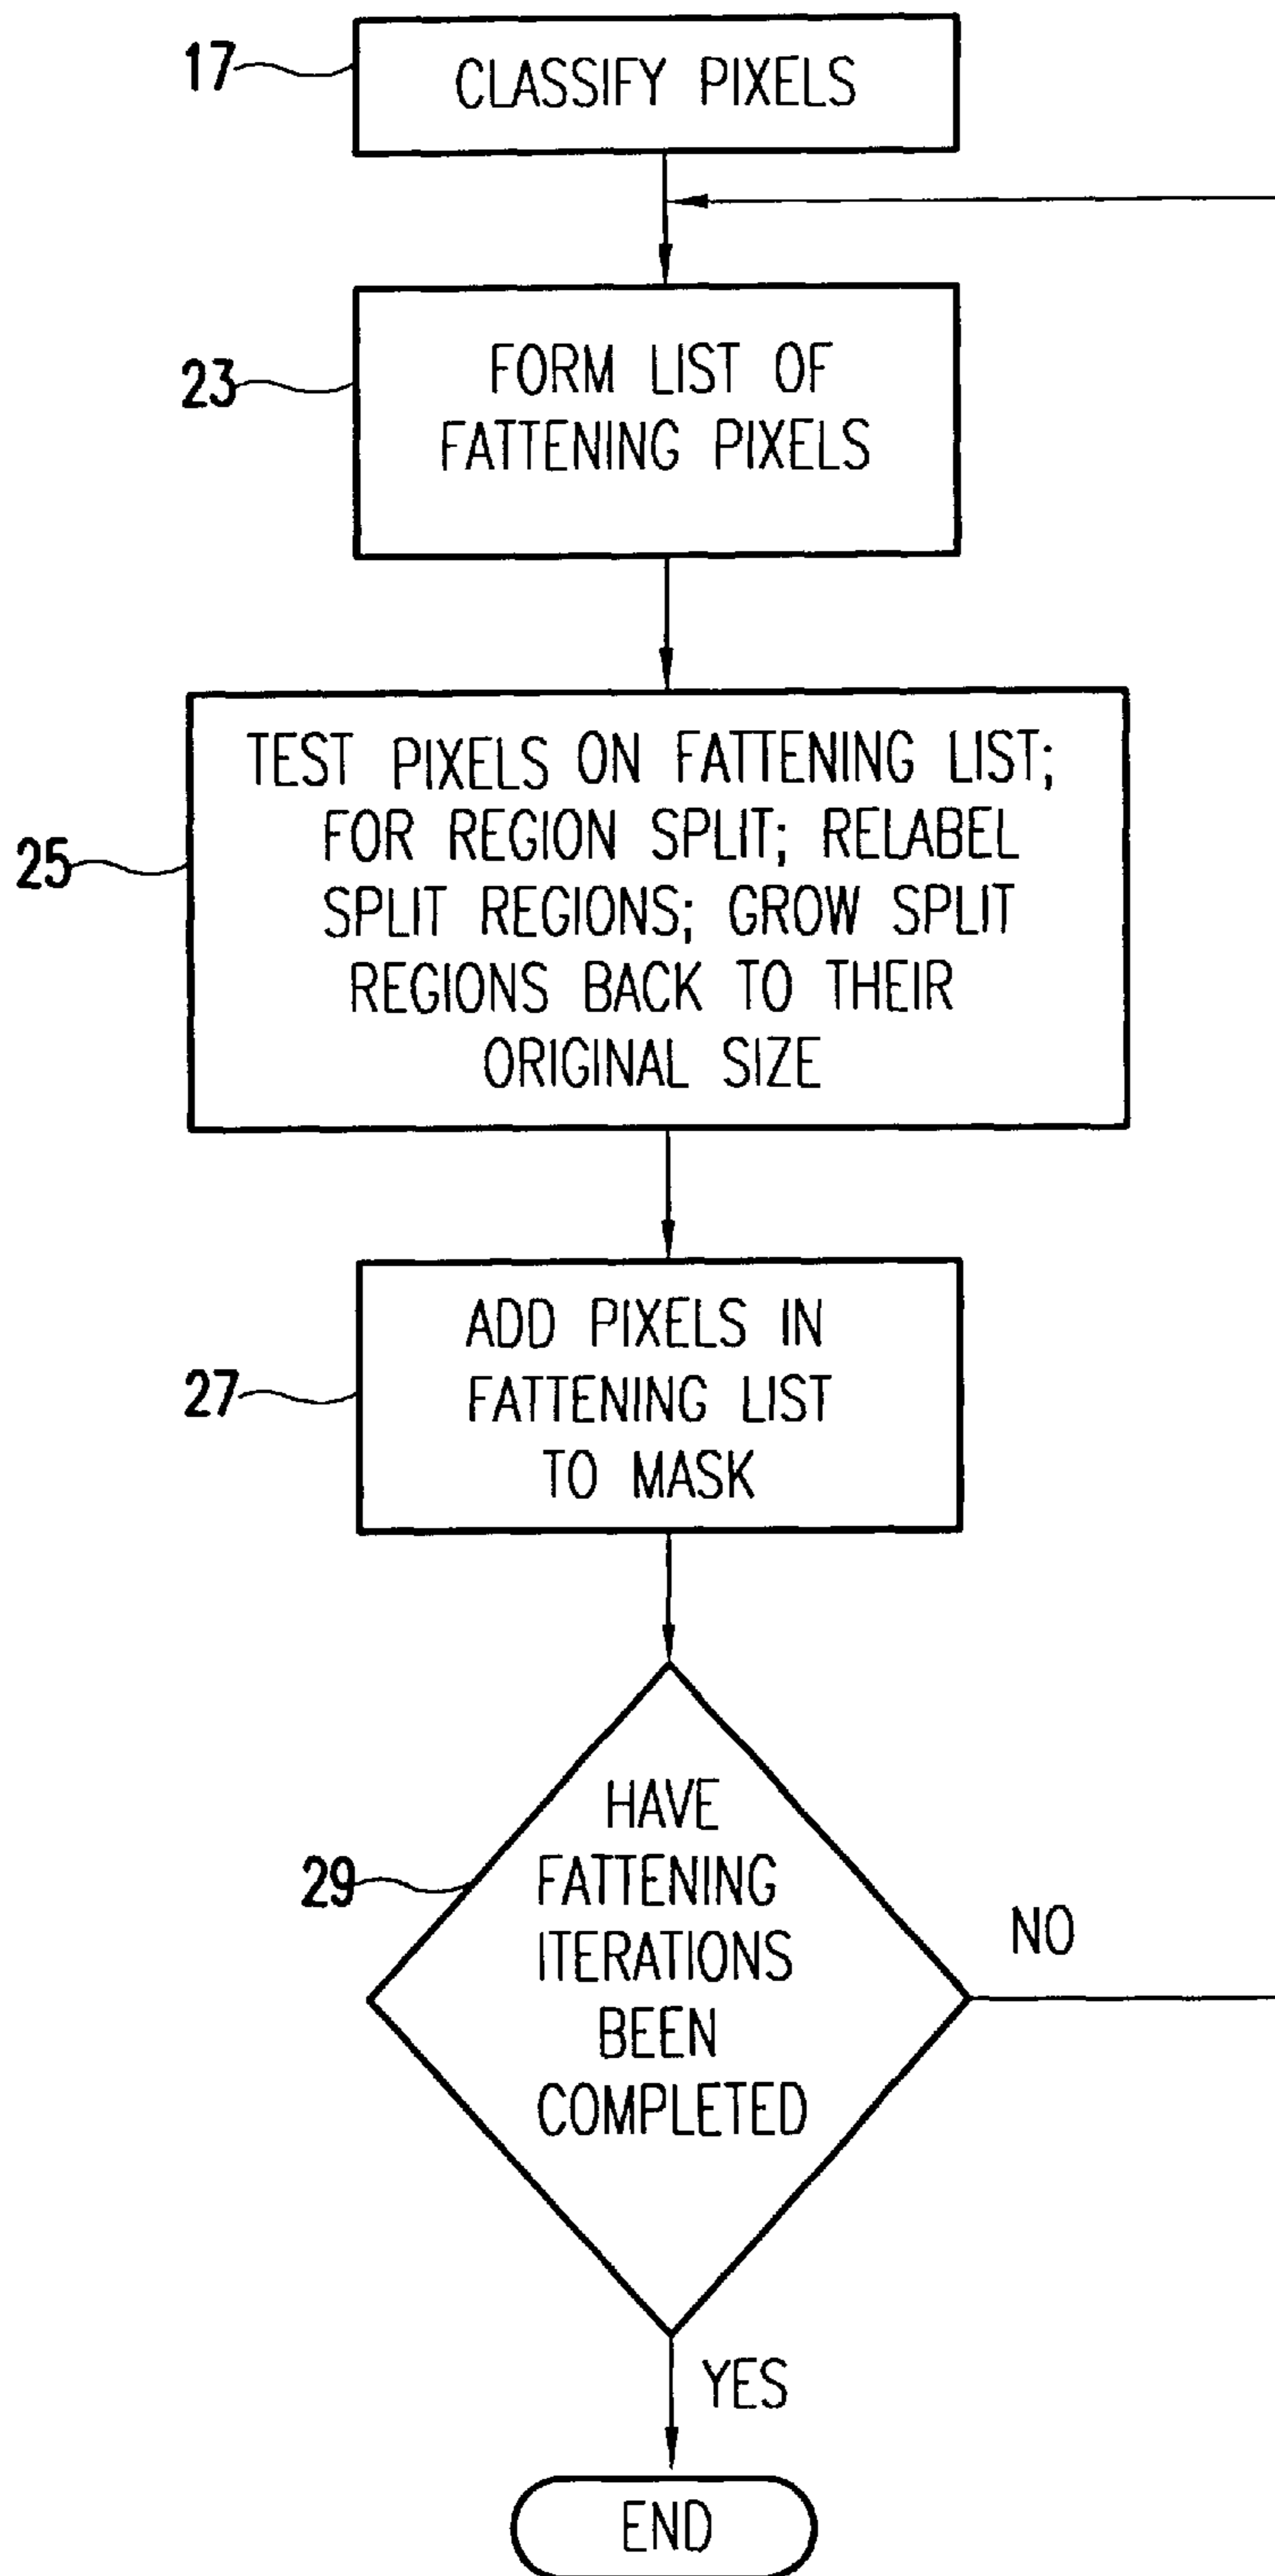 17
CLASSIFY PIXELS
23
FORM LIST OF
FATTENING PIXELS
25
TEST PIXELS ON FATTENING LIST;
FOR REGION SPLIT; RELABEL
SPLIT REGIONS; GROW SPLIT
REGIONS BACK TO THEIR
ORIGINAL SIZE
27
ADD PIXELS IN
FATTENING LIST
TO MASK
29
HAVE
FATTENING
ITERATIONS
BEEN
COMPLETED
NO
YES
END